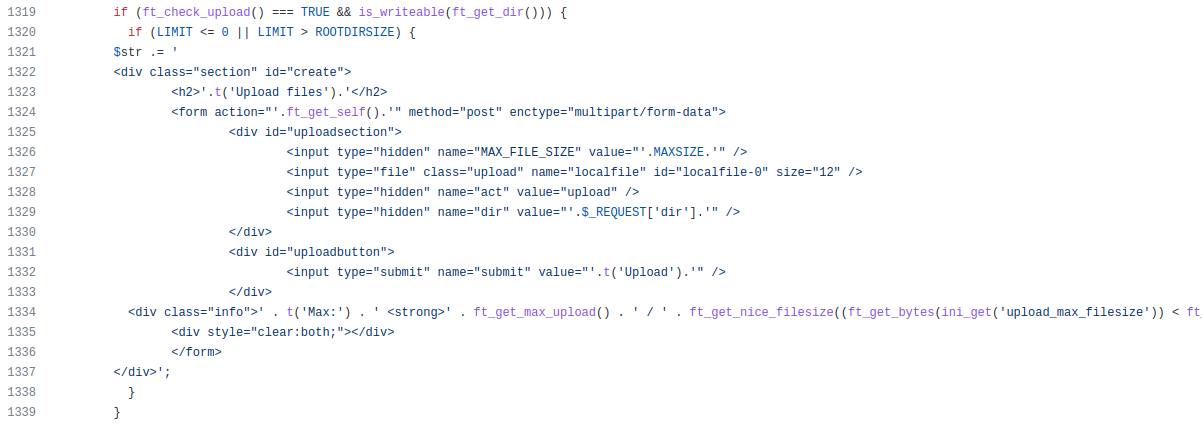 1319 if (ft_check_upload() === TRUE && is_writeable(ft_get_dir())) {
1320 if (LIMIT <= 0 || LIMIT > ROOTDIRSIZE) {
1321 $str .= '
1322 <div class="section" id="create">
1323 <h2>'.t('Upload files').'</h2>
1324 <form action="'.ft_get_self().'" method="post" enctype="multipart/form-data">
1325 <div id="uploadsection">
1326 <input type="hidden" name="MAX_FILE_SIZE" value="'.MAXSIZE.'" />
1327 <input type="file" class="upload" name="localfile" id="localfile-0" size="12" />
1328 <input type="hidden" name="act" value="upload" />
1329 <input type="hidden" name="dir" value="'.$_REQUEST['dir'].'" />
1330 </div>
1331 <div id="uploadbutton">
1332 <input type="submit" name="submit" value="'.t('Upload').'" />
1333 </div>
1334 <div class="info">' . t('Max:') . ' <strong>' . ft_get_max_upload() . ' / ' . ft_get_nice_filesize((ft_get_bytes(ini_get('upload_max_filesize')) < ft_
1335 <div style="clear:both;"></div>
1336 </form>
1337 </div>';
1338 }
1339 }